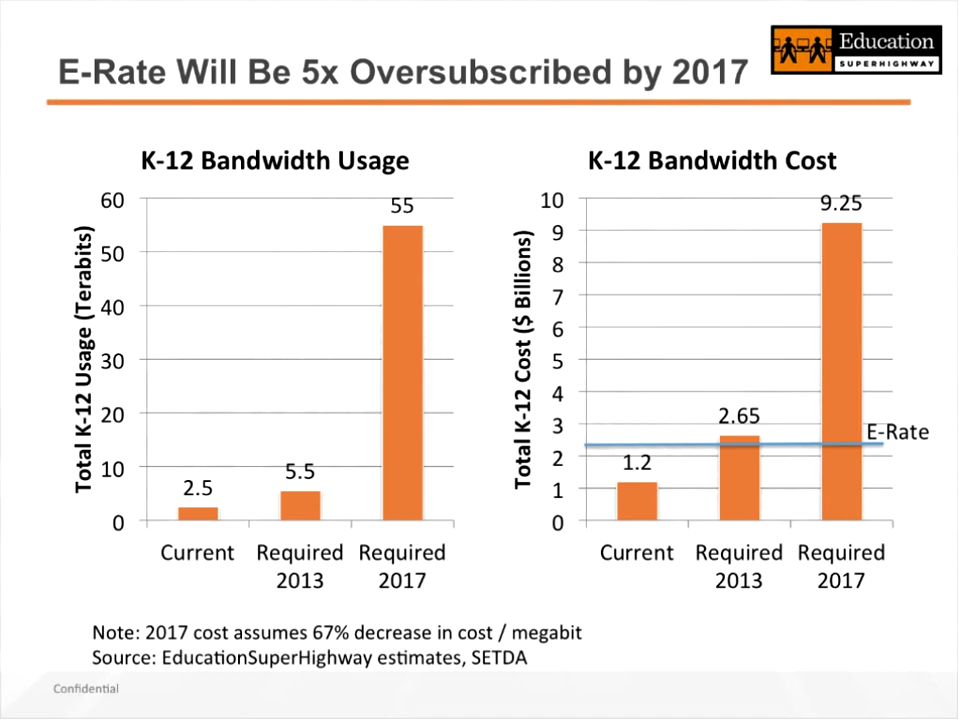 E-Rate Will Be 5x Oversubscribed by 2017
Education
SUPERHIGHWAY
K-12 Bandwidth Usage
Total K-12 Usage (Terabits)
60
50
40
30
20
10
0
2.5
5.5
55
Current
Required 2013
Required 2017
K-12 Bandwidth Cost
Total K-12 Cost ($ Billions)
10
9
8
7
6
5
4
3
2
1
0
1.2
2.65
9.25
E-Rate
Current
Required 2013
Required 2017
Note: 2017 cost assumes 67% decrease in cost / megabit
Source: EducationSuperHighway estimates, SETDA
Confidential